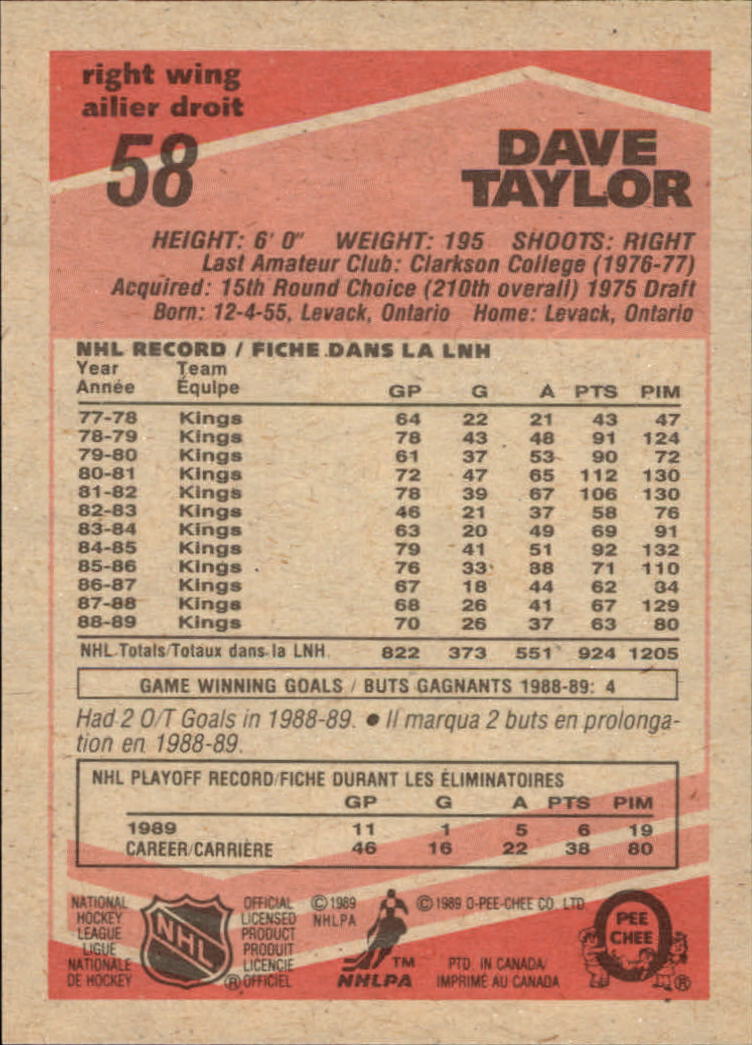 right wing
ailier droit
58
DAVE
TAYLOR
HEIGHT: 6' 0" WEIGHT: 195 SHOOTS: RIGHT
Last Amateur Club: Clarkson College (1976-77)
Acquired: 15th Round Choice (210th overall) 1975 Draft
Born: 12-4-55, Levack, Ontario Home: Levack, Ontario
NHL RECORD / FICHE DANS LA LNH
Year Team
Année Équipe GP G A PTS PIM
77-78 Kings 64 22 21 43 47
78-79 Kings 78 43 48 91 124
79-80 Kings 61 37 53 90 72
80-81 Kings 72 47 65 112 130
81-82 Kings 78 39 67 106 130
82-83 Kings 46 21 37 58 76
83-84 Kings 63 20 49 69 91
84-85 Kings 79 41 51 92 132
85-86 Kings 76 33 38 71 110
86-87 Kings 67 18 44 62 34
87-88 Kings 68 26 41 67 129
88-89 Kings 70 26 37 63 80
NHL Totals/Totaux dans la LNH 822 373 551 924 1205
GAME WINNING GOALS / BUTS GAGNANTS 1988-89: 4
Had 2 O/T Goals in 1988-89. ● Il marqua 2 buts en prolonga-
tion en 1988-89.
NHL PLAYOFF RECORD/FICHE DURANT LES ÉLIMINATOIRES
GP G A PTS PIM
1989 11 1 5 6 19
CAREER/CARRIÈRE 46 16 22 38 80
NATIONAL
HOCKEY
LEAGUE
LIGUE
NATIONALE
DE HOCKEY
NHL
®
OFFICIAL
LICENSED
PRODUCT
PRODUIT
LICENCIE
OFFICIEL
© 1989
NHLPA
TM
NHLPA
© 1989 O-PEE-CHEE CO. LTD.
PTD. IN CANADA/
IMPRIMÉ AU CANADA
O
PEE
CHEE
®